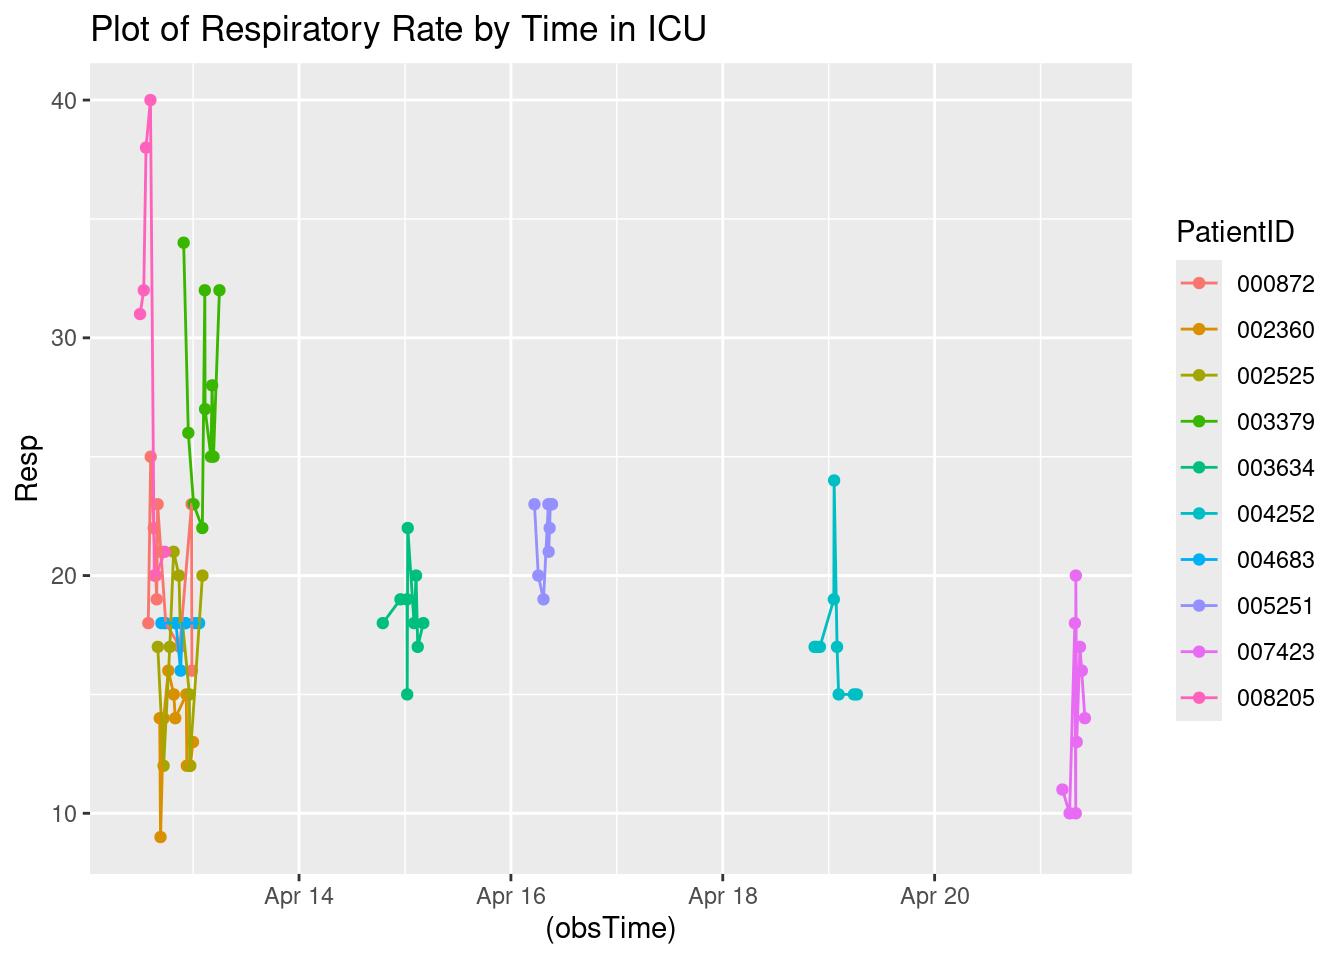 Plot of Respiratory Rate by Time in ICU
Resp
40
30
20
10
Apr 14
Apr 16
Apr 18
Apr 20
(obsTime)
PatientID
000872
002360
002525
003379
003634
004252
004683
005251
007423
008205